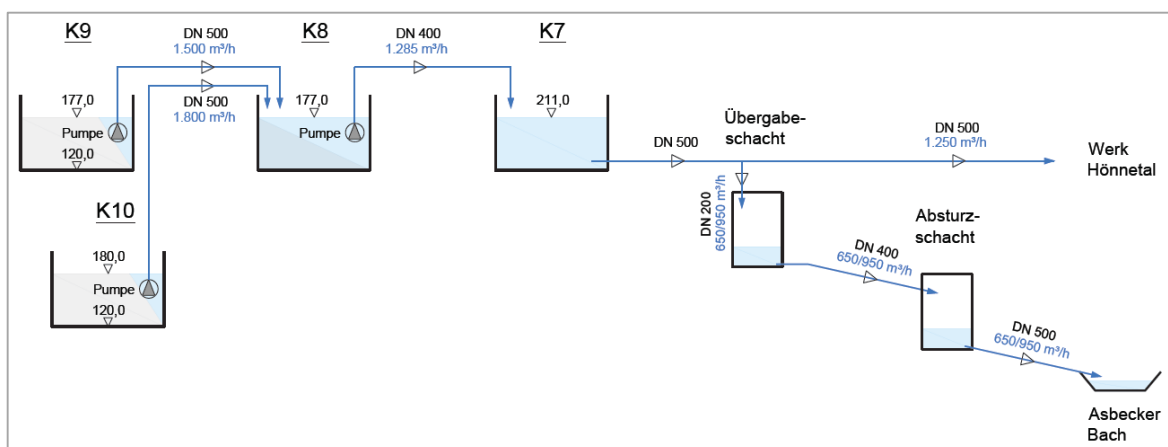 K9
DN 500
1.500 m³/h
K8
DN 400
1.285 m³/h
K7
177,0
Pumpe
120,0
DN 500
1.800 m³/h
177,0
Pumpe
211,0
Übergabe-
schacht
DN 500
DN 500
1.250 m³/h
Werk
Hönnetal
DN 200
650/950 m³/h
K10
180,0
Pumpe
120,0
Absturz-
schacht
DN 400
650/950 m³/h
DN 500
650/950 m³/h
Asbecker
Bach